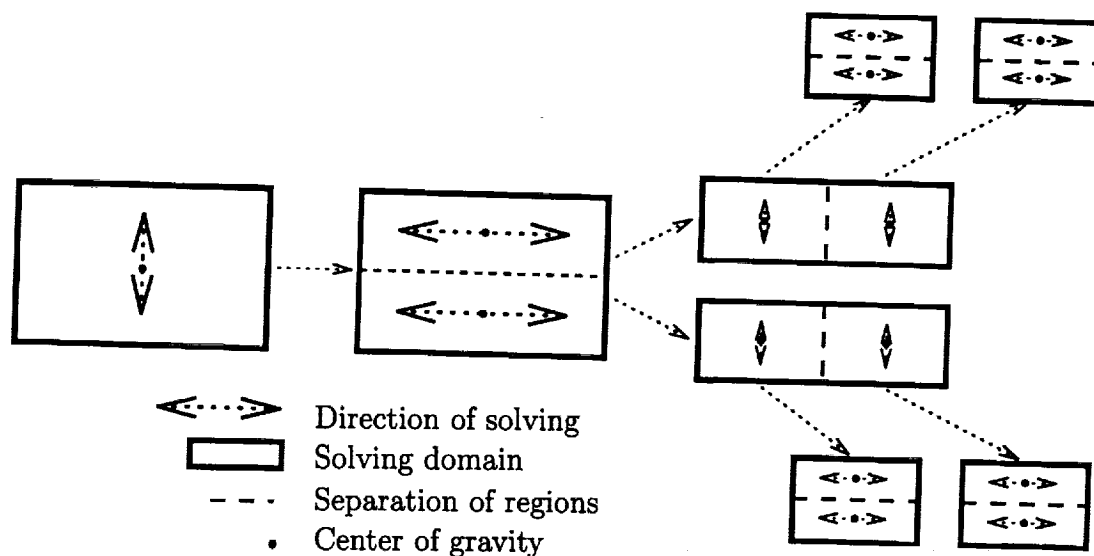 Direction of solving
Solving domain
Separation of regions
Center of gravity